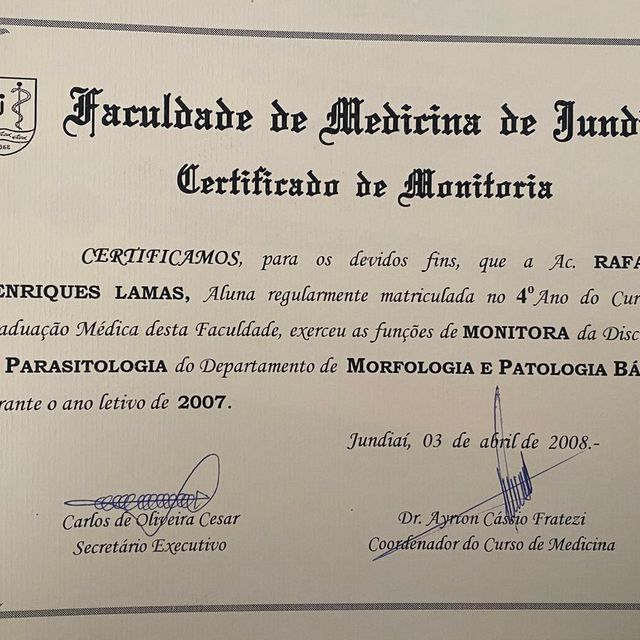 Faculdade de Medicina de Jundi
Certificado de Monitoria
CERTIFICAMOS, para os devidos fins, que a Ac. RAFA
ENRIQUES LAMAS, Aluna regularmente matriculada no 4º Ano do Cur
aduação Médica desta Faculdade, exerceu as funções de MONITORA da Disc
PARASITOLOGIA do Departamento de MORFOLOGIA E PATOLOGIA BÁ
rante o ano letivo de 2007.
Jundiaí, 03 de abril de 2008.-
Carlos de Oliveira Cesar
Secretário Executivo
Dr. Ayrton Cássio Fratezi
Coordenador do Curso de Medicina